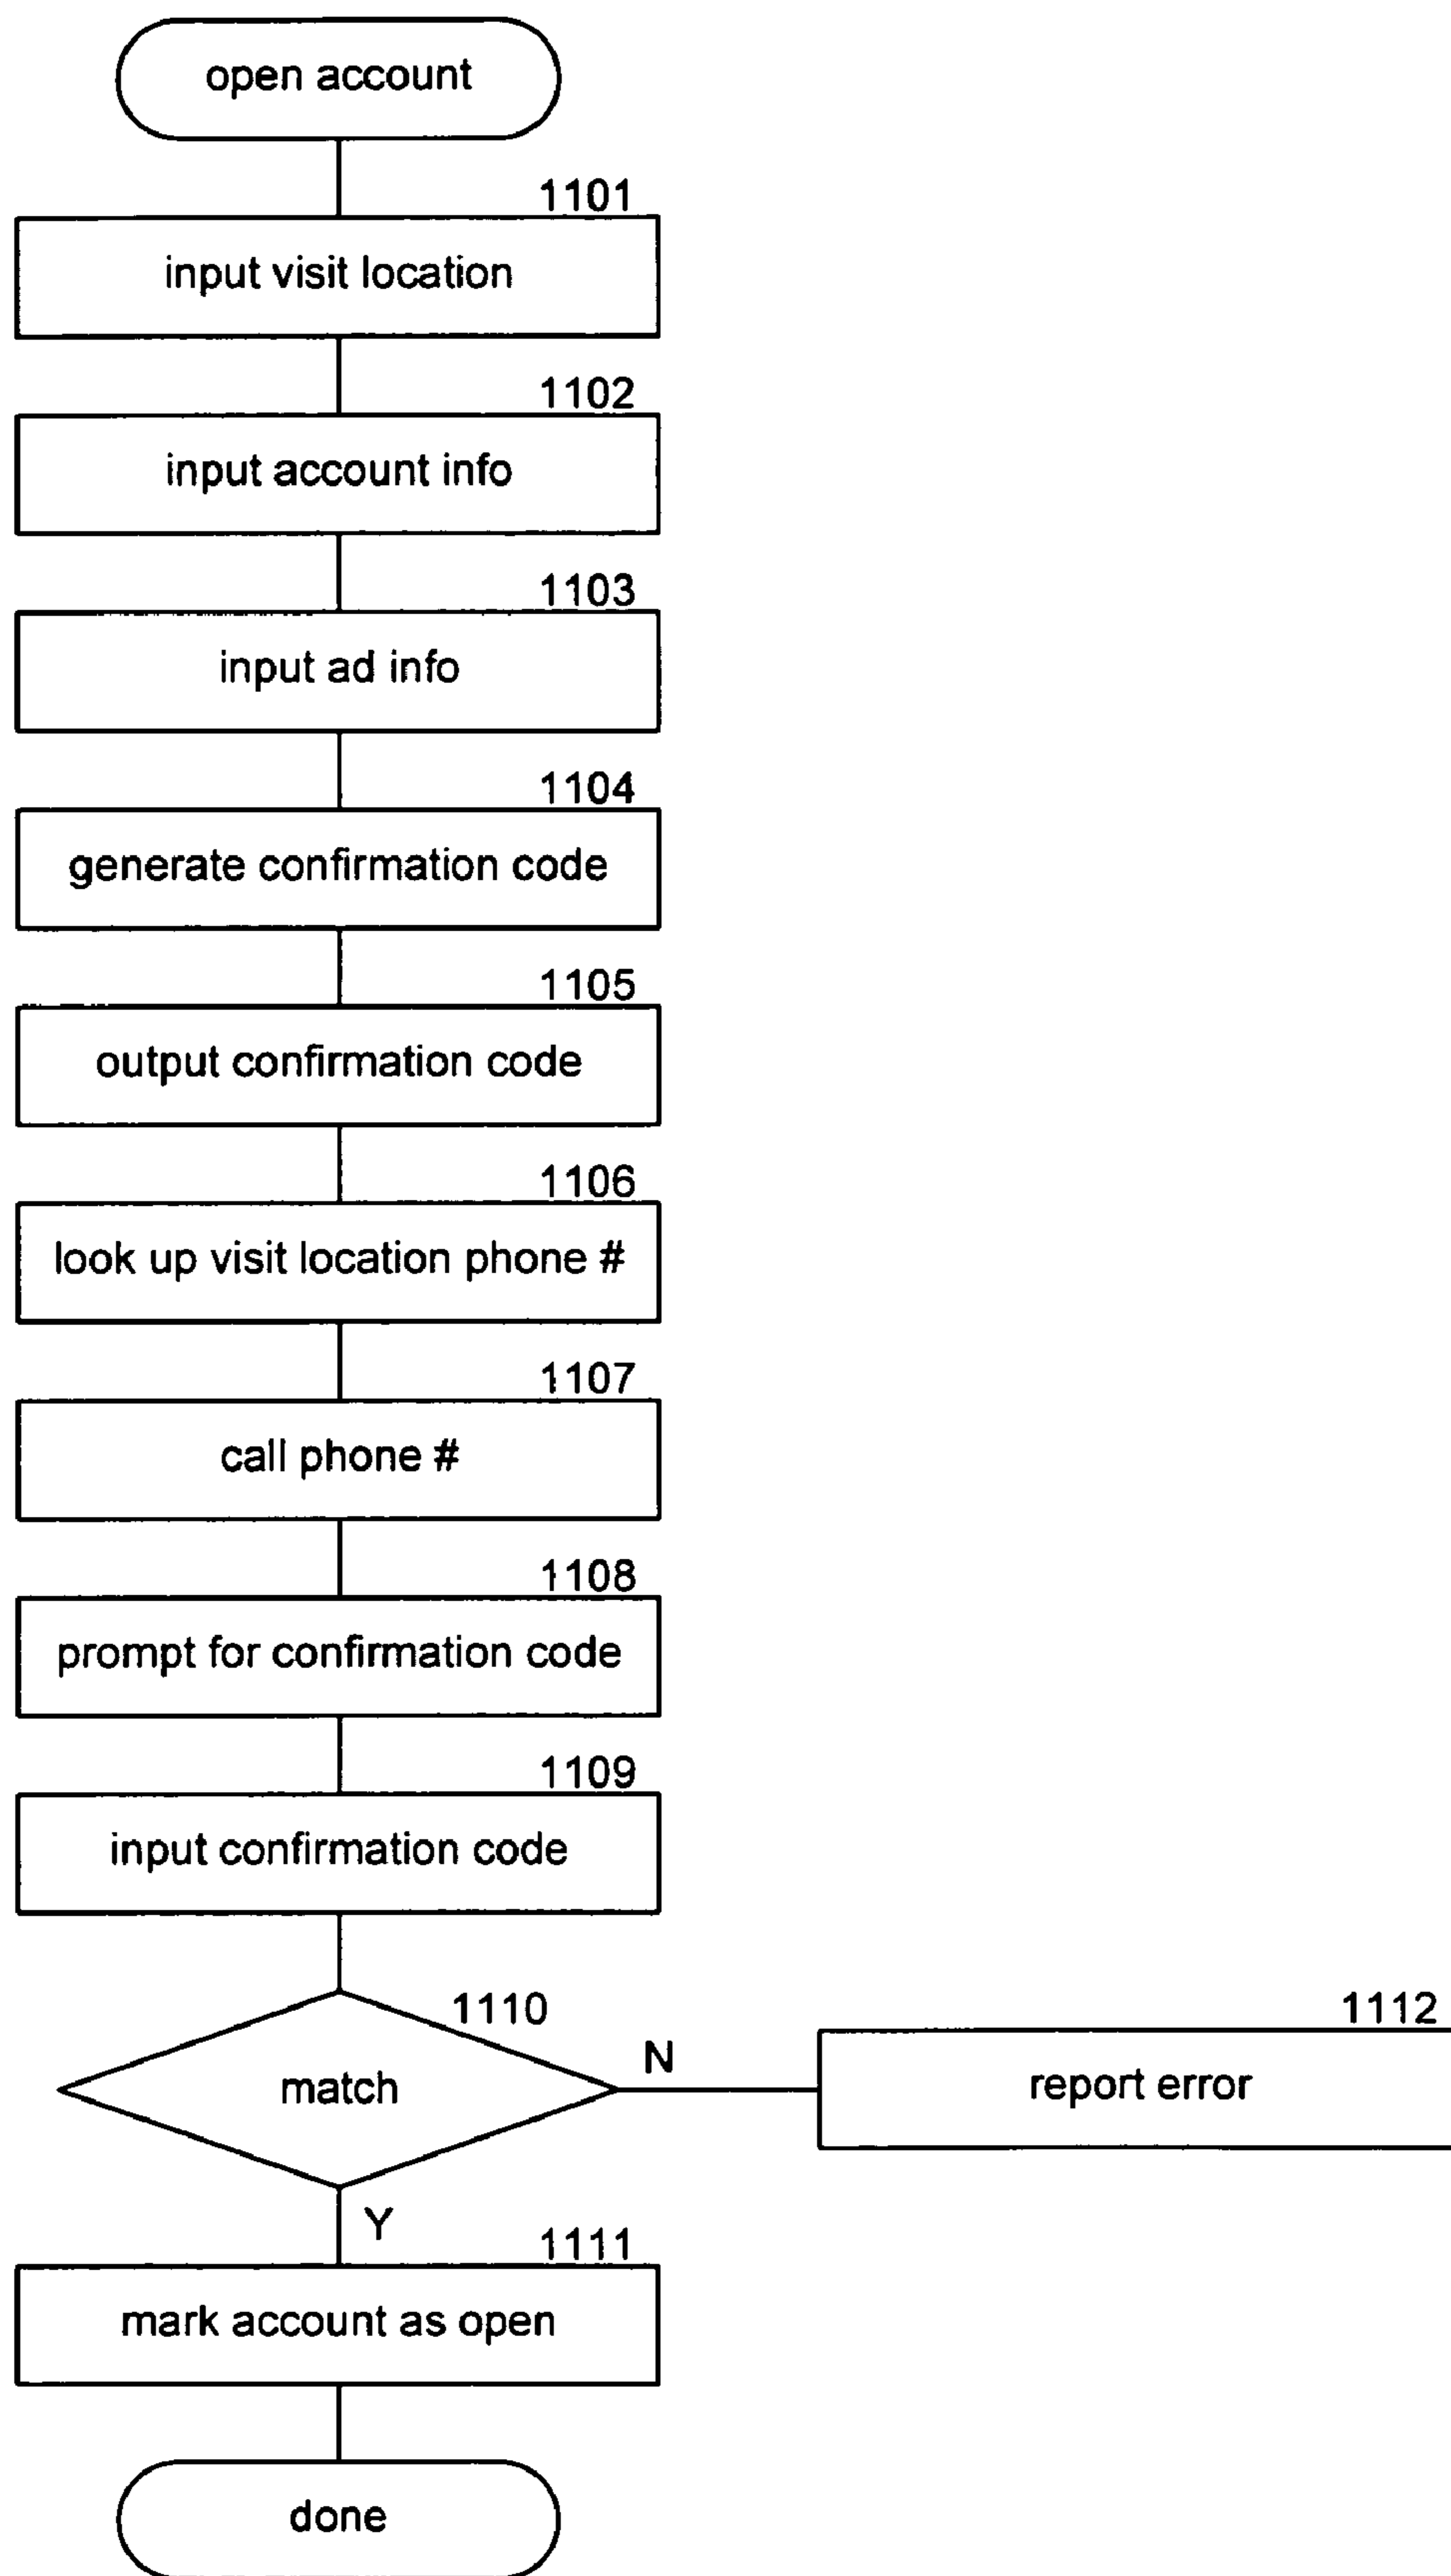 open account
1101
input visit location
1102
input account info
1103
input ad info
1104
generate confirmation code
1105
output confirmation code
1106
look up visit location phone #
1107
call phone #
1108
prompt for confirmation code
1109
input confirmation code
1110
match
N
1112
report error
Y
1111
mark account as open
done